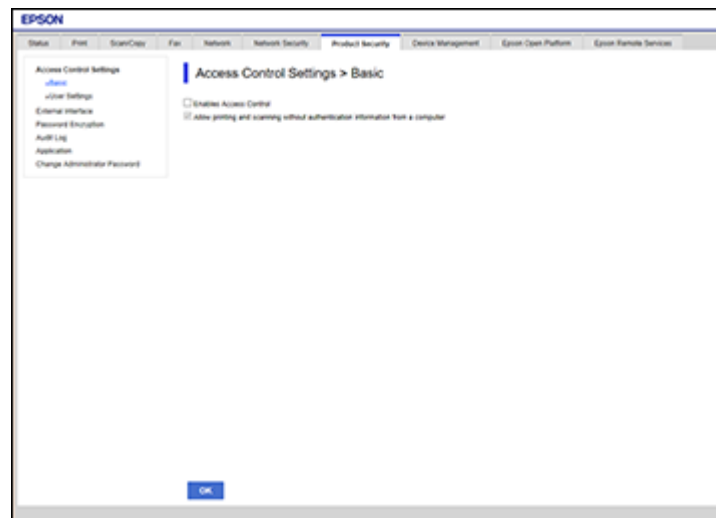 EPSON
Status Print Scan/Copy Fax Network Network Security Product Security Device Management Epson Open Platform Epson Remote Services
Access Control Settings
»Basic
»User Settings
External Interface
Password Encryption
Audit Log
Application
Change Administrator Password
Access Control Settings > Basic
Enables Access Control
Allow printing and scanning without authentication information from a computer
OK